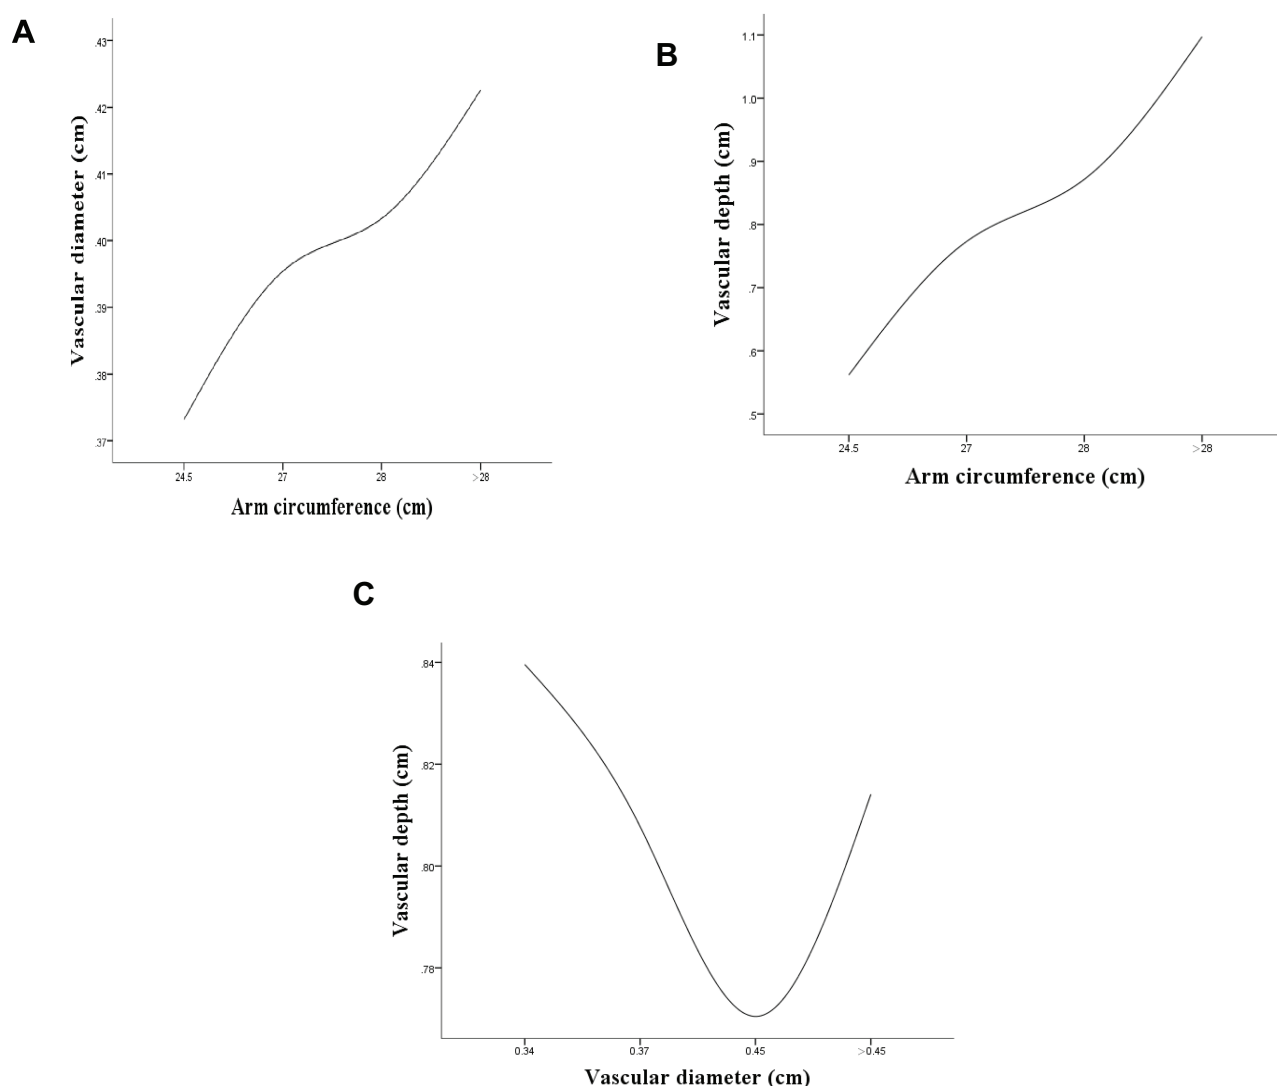 A
.43
.42
.41
.40
.39
.38
.37
Vascular diameter (cm)
24.5 27 28 >28
Arm circumference (cm)
B
1.1
1.0
.9
.8
.7
.6
.5
Vascular depth (cm)
24.5 27 28 >28
Arm circumference (cm)
C
.84
.82
.80
.78
Vascular depth (cm)
0.34 0.37 0.45 >0.45
Vascular diameter (cm)